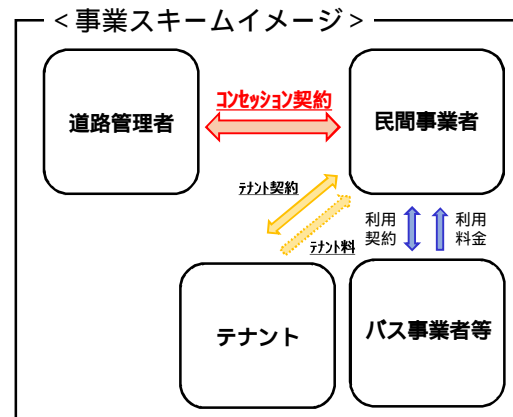 ＜事業スキームイメージ＞
道路管理者
コンセッション契約
民間事業者
テナント契約
テナント料
利用
契約
利用
料金
テナント
バス事業者等